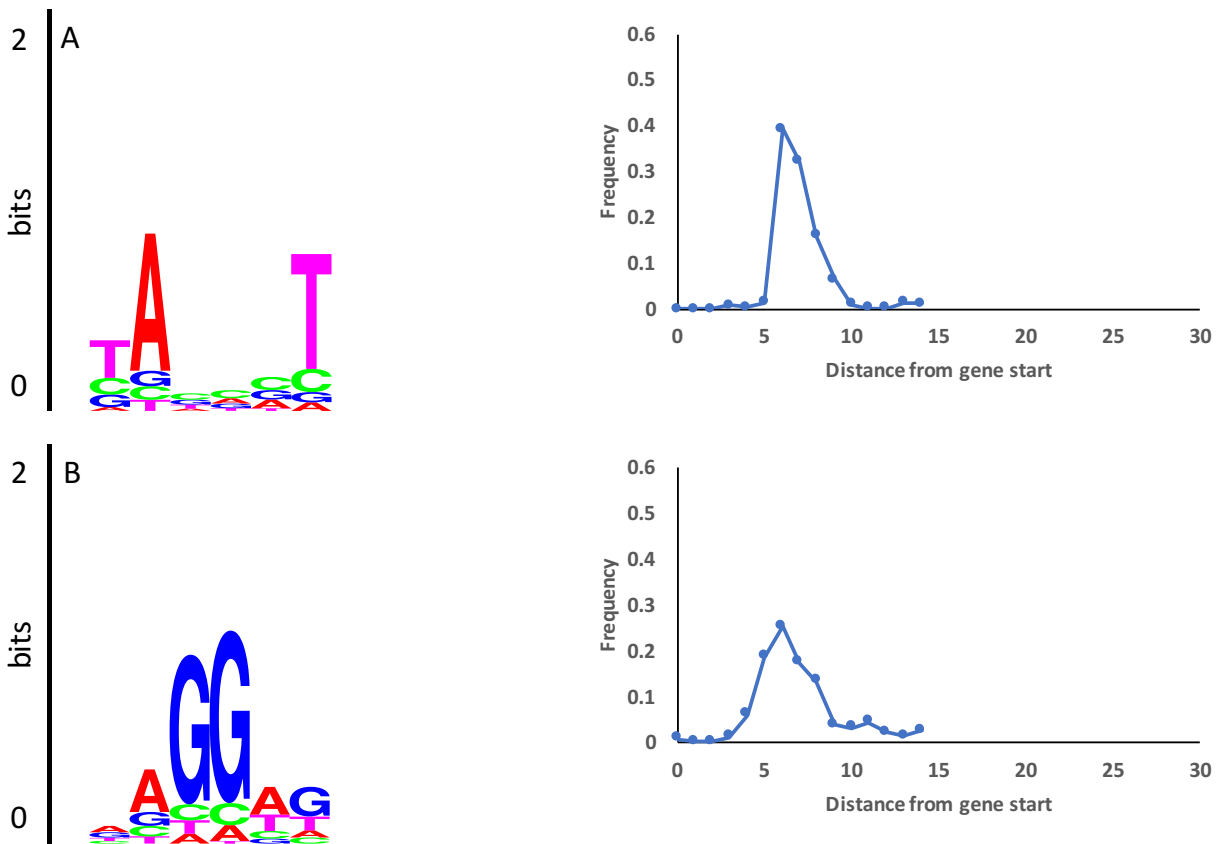 2
A
bits
0
T A T
C G C C C C
G C G A G G
A T T G A A
A T T
0.6
0.5
0.4
0.3
0.2
0.1
0
Frequency
0 5 10 15 20 25 30
Distance from gene start
2
B
bits
0
A A G G A G
G G C C T T
T C T A C A
C T A T G C
0.6
0.5
0.4
0.3
0.2
0.1
0
Frequency
0 5 10 15 20 25 30
Distance from gene start